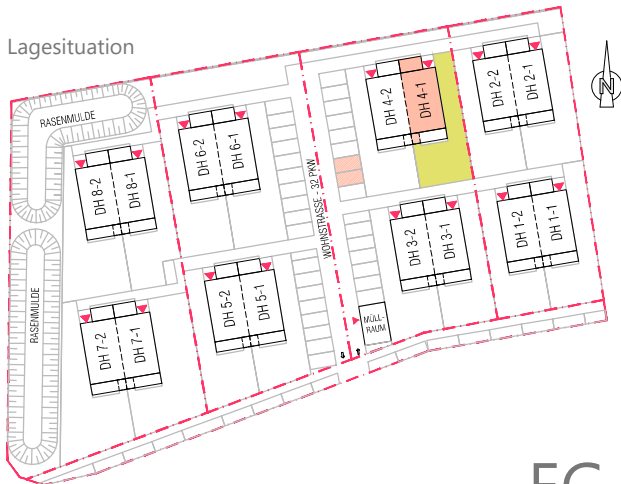 Lagesituation
RASENMULDE
DH 8-2
DH 8-1
DH 6-2
DH 6-1
DH 4-2
DH 4-1
DH 2-2
DH 2-1
N
WOHNSTRASSE - 32 PKW
RASENMULDE
DH 7-2
DH 7-1
DH 5-2
DH 5-1
DH 3-2
DH 3-1
DH 1-2
DH 1-1
MÜLL-
RAUM
EG